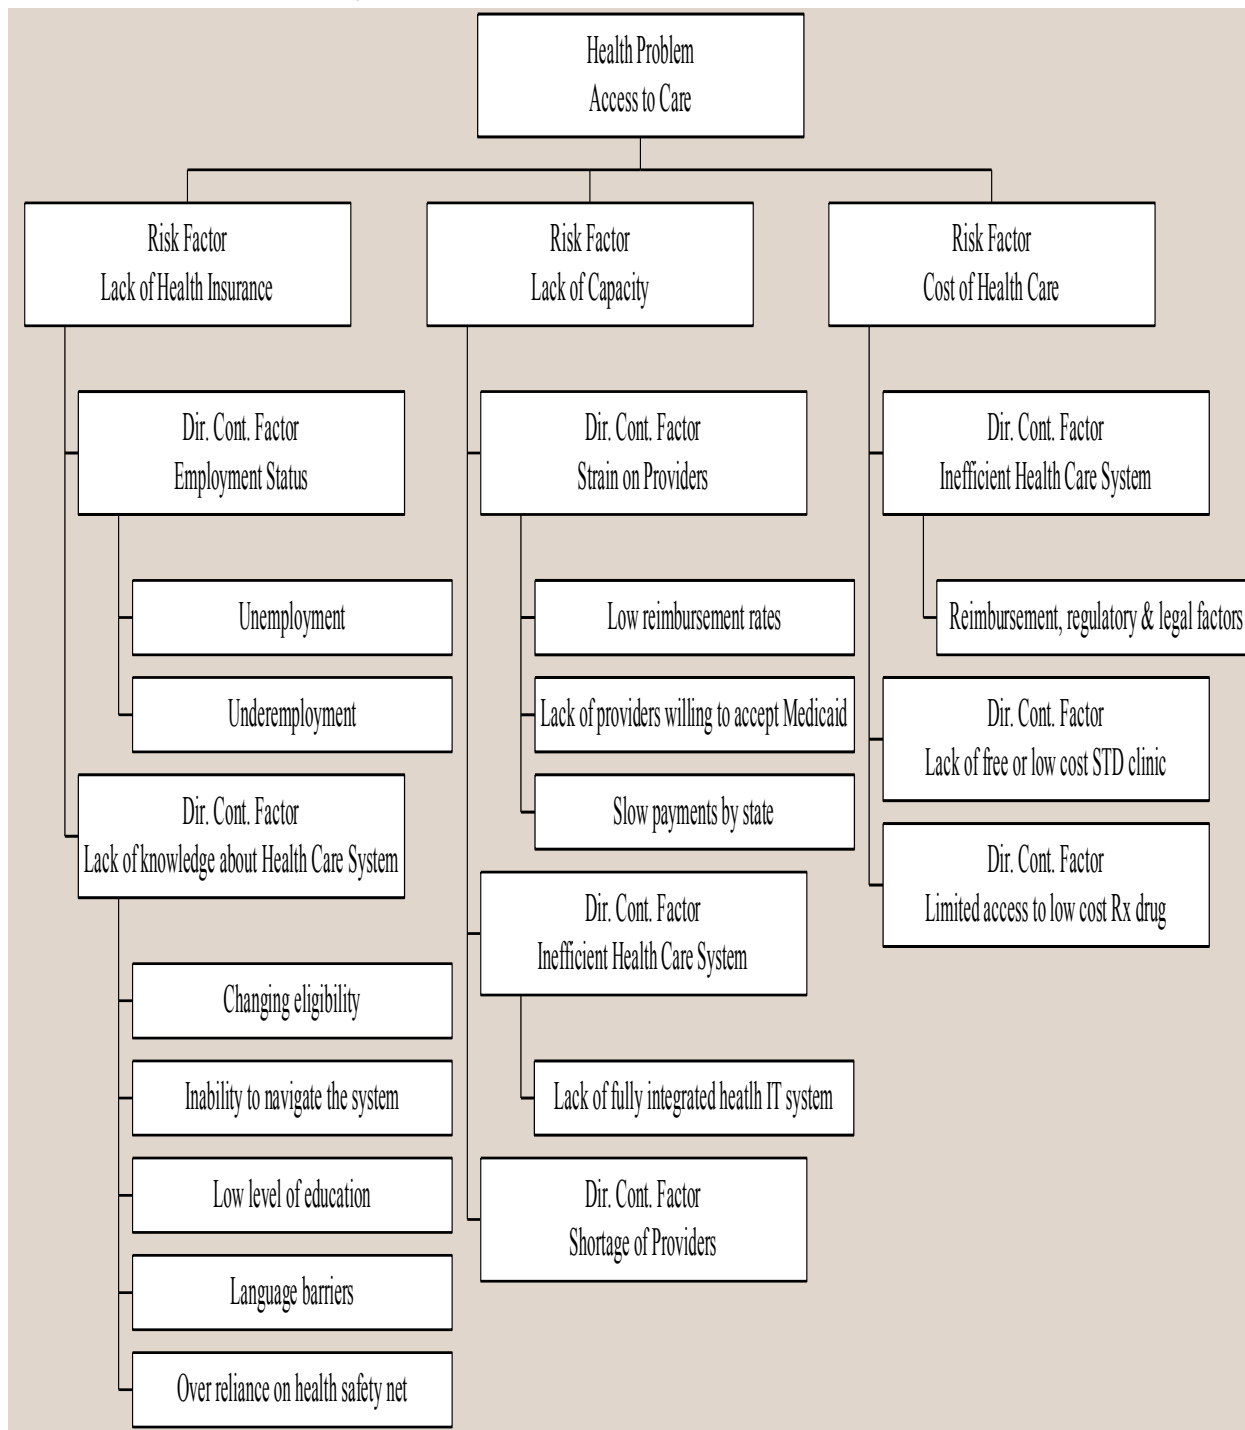 Health Problem
Access to Care
Risk Factor
Lack of Health Insurance
Risk Factor
Lack of Capacity
Risk Factor
Cost of Health Care
Dir. Cont. Factor
Employment Status
Unemployment
Underemployment
Dir. Cont. Factor
Lack of knowledge about Health Care System
Changing eligibility
Inability to navigate the system
Low level of education
Language barriers
Over reliance on health safety net
Dir. Cont. Factor
Strain on Providers
Low reimbursement rates
Lack of providers willing to accept Medicaid
Slow payments by state
Dir. Cont. Factor
Inefficient Health Care System
Lack of fully integrated heatlh IT system
Dir. Cont. Factor
Shortage of Providers
Dir. Cont. Factor
Inefficient Health Care System
Reimbursement, regulatory & legal factors
Dir. Cont. Factor
Lack of free or low cost STD clinic
Dir. Cont. Factor
Limited access to low cost Rx drug